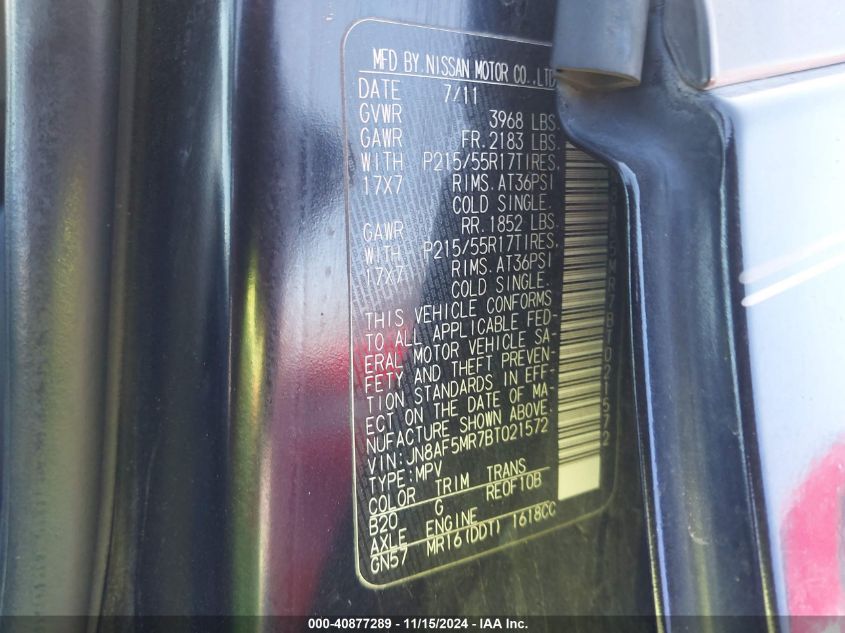 MFD BY.NISSAN MOTOR CO.,LTD
DATE 7/11
GVWR 3968 LBS.
GAWR FR.2183 LBS.
WITH P215/55R17TIRES.
17X7 RIMS.AT36PSI
COLD SINGLE.
GAWR RR.1852 LBS.
WITH P215/55R17TIRES.
17X7 RIMS.AT36PSI
COLD SINGLE.
THIS VEHICLE CONFORMS
TO ALL APPLICABLE FED-
ERAL MOTOR VEHICLE SA-
FETY AND THEFT PREVEN-
TION STANDARDS IN EFF-
ECT ON THE DATE OF MA-
NUFACTURE SHOWN ABOVE.
VIN:JN8AF5MR7BT021572
TYPE:MPV
COLOR TRIM TRANS
B20 G RE0F10B
AXLE ENGINE
GN57 MR16(DDT) 1618CC
000-40877289 - 11/15/2024 - IAA Inc.